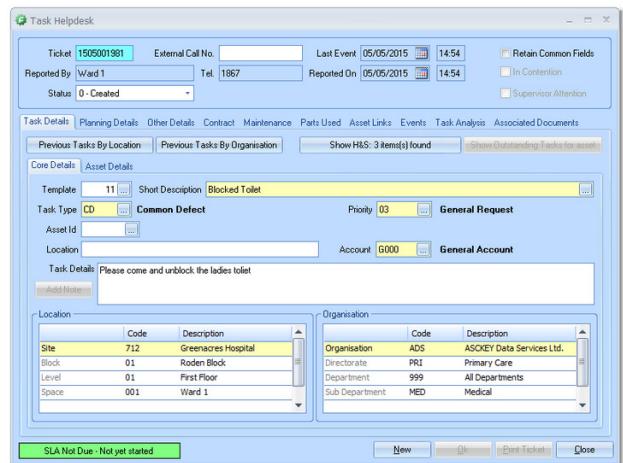 Task Helpdesk
Ticket 1505001981 External Call No. Last Event 05/05/2015 14:54 Retain Common Fields
Reported By Ward 1 Tel. 1867 Reported On 05/05/2015 14:54 In Contention
Status 0 - Created Supervisor Attention
Task Details Planning Details Other Details Contract Maintenance Parts Used Asset Links Events Task Analysis Associated Documents
Previous Tasks By Location Previous Tasks By Organisation Show H&S: 3 items(s) found Show Outstanding Tasks for asset
Core Details Asset Details
Template 11 ... Short Description Blocked Toilet ...
Task Type CD ... Common Defect Priority 03 ... General Request
Asset Id ...
Location Account G000 ... General Account
Task Details Please come and unblock the ladies toliet
Add Note
Location Organisation
Code Description Code Description
Site 712 Greenacres Hospital Organisation ADS ASCKEY Data Services Ltd.
Block 01 Roden Block Directorate PRI Primary Care
Level 01 First Floor Department 999 All Departments
Space 001 Ward 1 Sub Department MED Medical
SLA Not Due - Not yet started New Ok Print Ticket Close